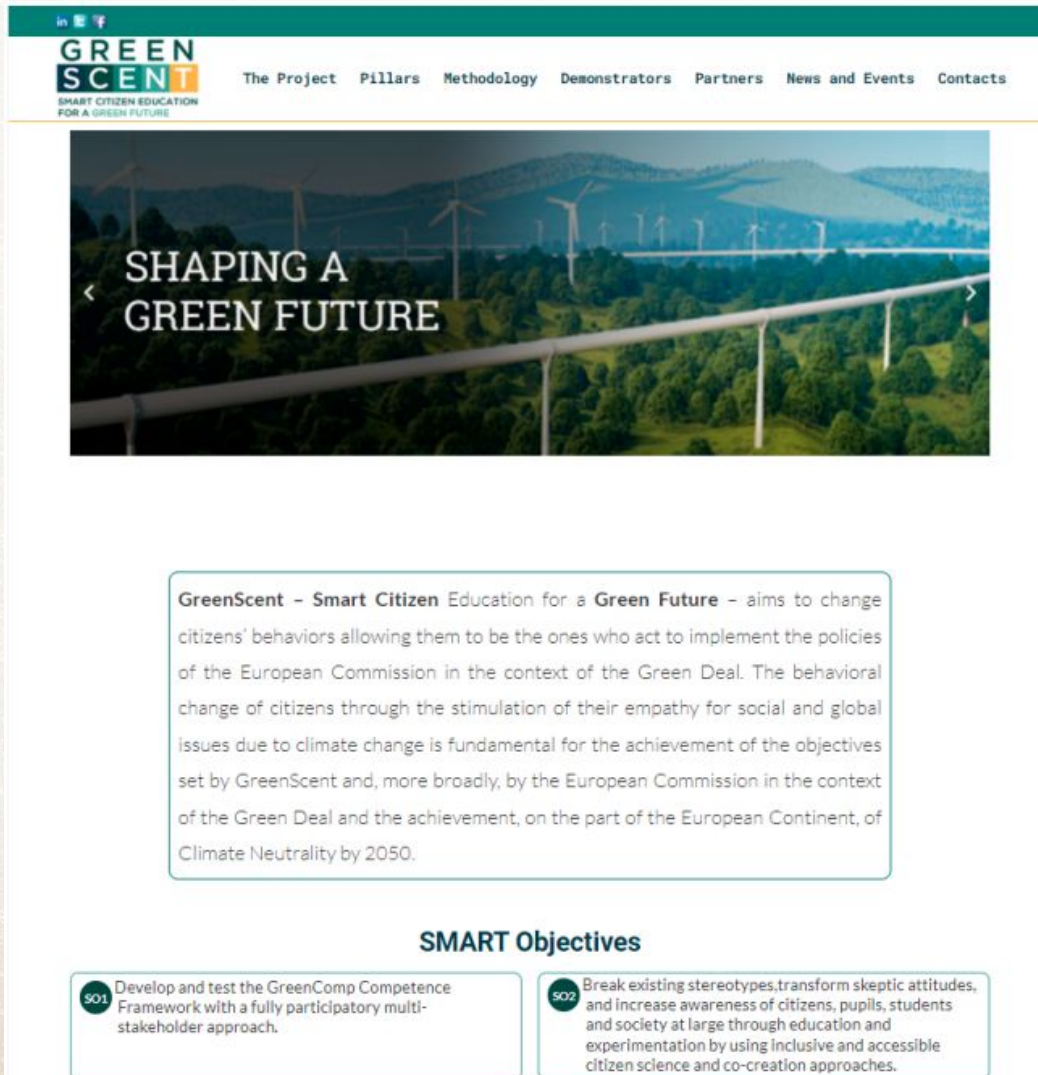 GREEN
SCENT
SMART CITIZEN EDUCATION
FOR A GREEN FUTURE
The Project Pillars Methodology Demonstrators Partners News and Events Contacts
SHAPING A
GREEN FUTURE
GreenScent – Smart Citizen Education for a Green Future – aims to change
citizens’ behaviors allowing them to be the ones who act to implement the policies
of the European Commission in the context of the Green Deal. The behavioral
change of citizens through the stimulation of their empathy for social and global
issues due to climate change is fundamental for the achievement of the objectives
set by GreenScent and, more broadly, by the European Commission in the context
of the Green Deal and the achievement, on the part of the European Continent, of
Climate Neutrality by 2050.
SMART Objectives
SO1 Develop and test the GreenComp Competence
Framework with a fully participatory multi-
stakeholder approach.
SO2 Break existing stereotypes,transform skeptic attitudes,
and increase awareness of citizens, pupils, students
and society at large through education and
experimentation by using inclusive and accessible
citizen science and co-creation approaches.